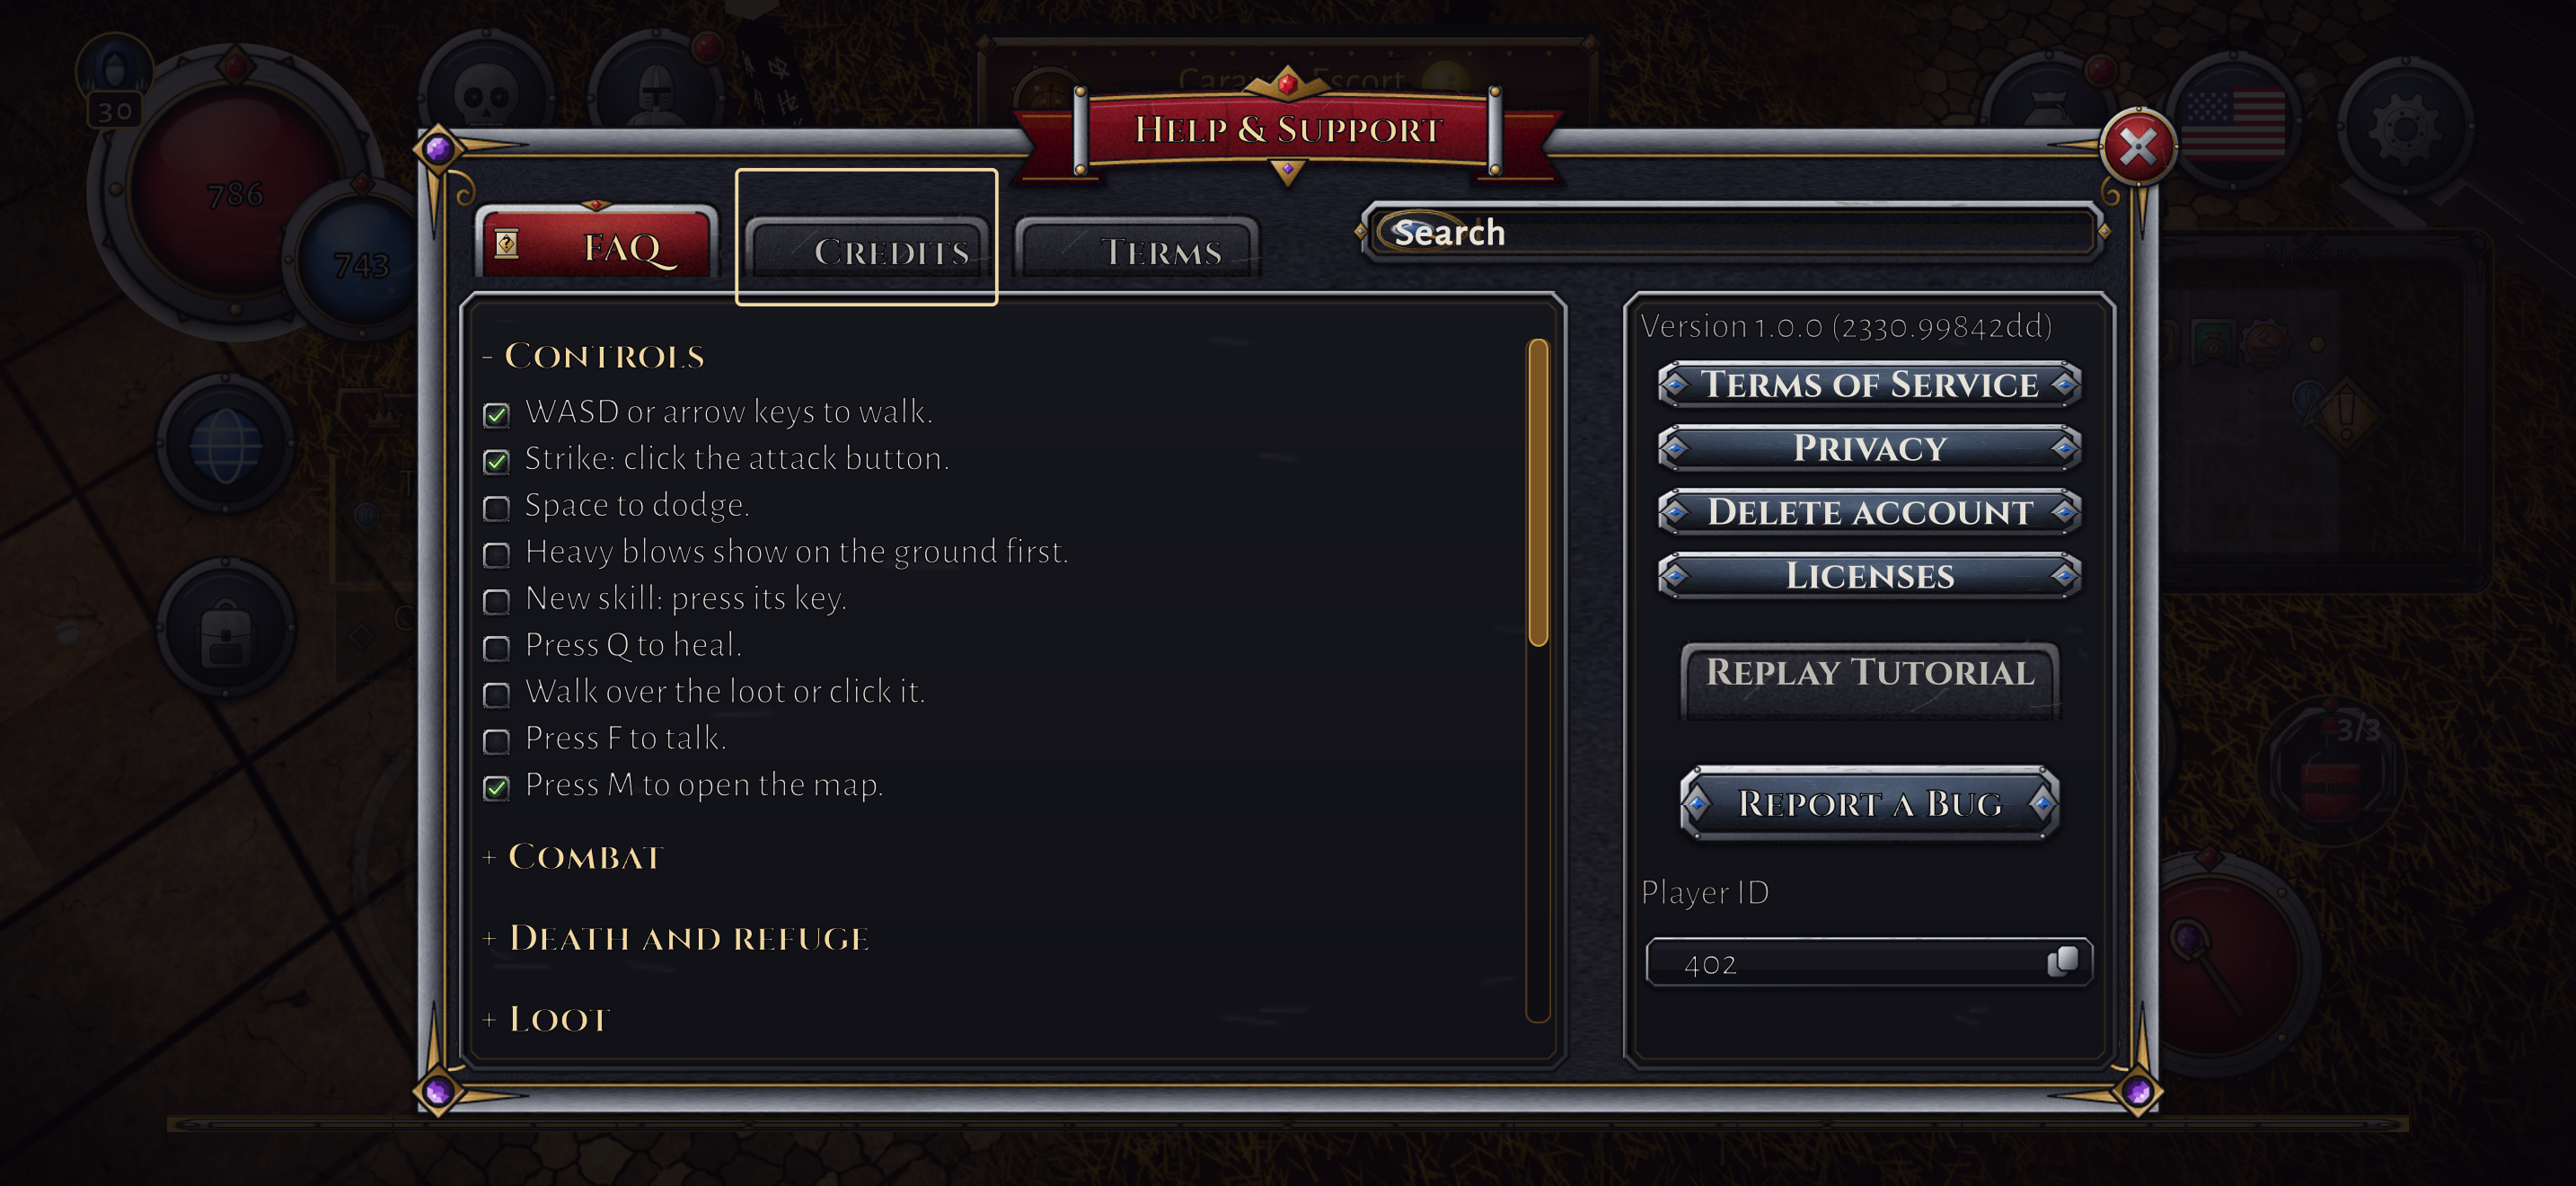 30
786
743
Caravan Escort
HELP & SUPPORT
FAQ
CREDITS
TERMS
Search
- CONTROLS
WASD or arrow keys to walk.
Strike: click the attack button.
Space to dodge.
Heavy blows show on the ground first.
New skill: press its key.
Press Q to heal.
Walk over the loot or click it.
Press F to talk.
Press M to open the map.
+ COMBAT
+ DEATH AND REFUGE
+ LOOT
Version 1.0.0 (2330.99842dd)
TERMS OF SERVICE
PRIVACY
DELETE ACCOUNT
LICENSES
REPLAY TUTORIAL
REPORT A BUG
Player ID
402
3/3